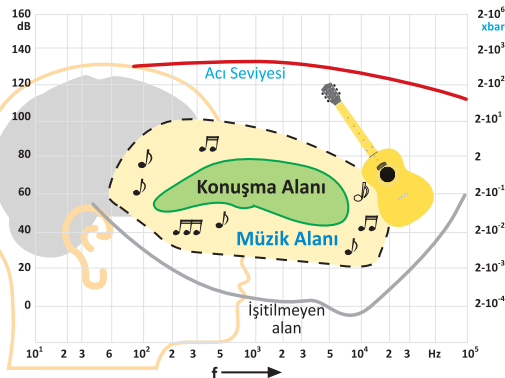 160 2·10⁶
dB xbar
140 2·10³
Acı Seviyesi
120 2·10²
100 2·10¹
80 2
Konuşma Alanı
60 2·10⁻¹
40 2·10⁻²
Müzik Alanı
20 2·10⁻³
0 2·10⁻⁴
İşitilmeyen
alan
10¹ 2 3 6 10² 2 3 5 10³ 2 3 5 10⁴ 2 3 Hz 10⁵
f